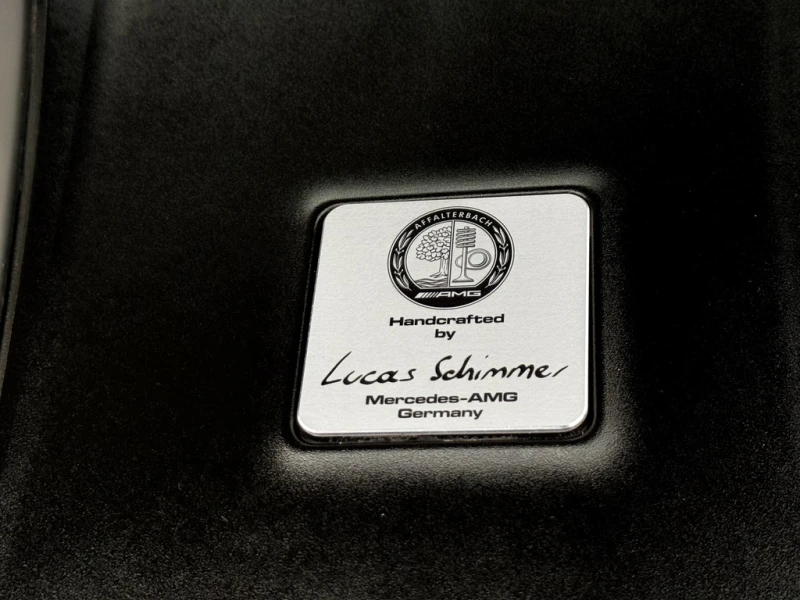 AFFALTERBACH
AMG
Handcrafted
by
Lucas Schimmer
Mercedes-AMG
Germany